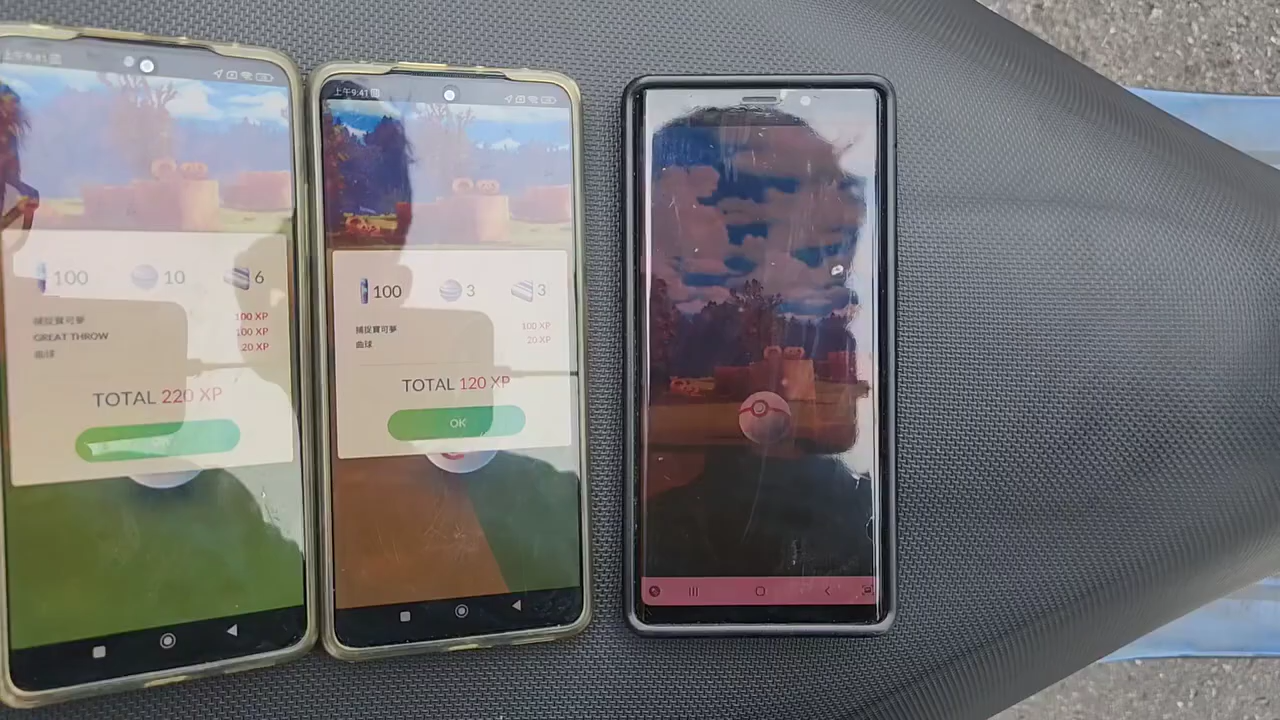 上午9:41
100 10 6
捕捉寶可夢 100 XP
GREAT THROW 100 XP
曲球 20 XP
TOTAL 220 XP
上午9:41
100 3 3
捕捉寶可夢 100 XP
曲球 20 XP
TOTAL 120 XP
OK